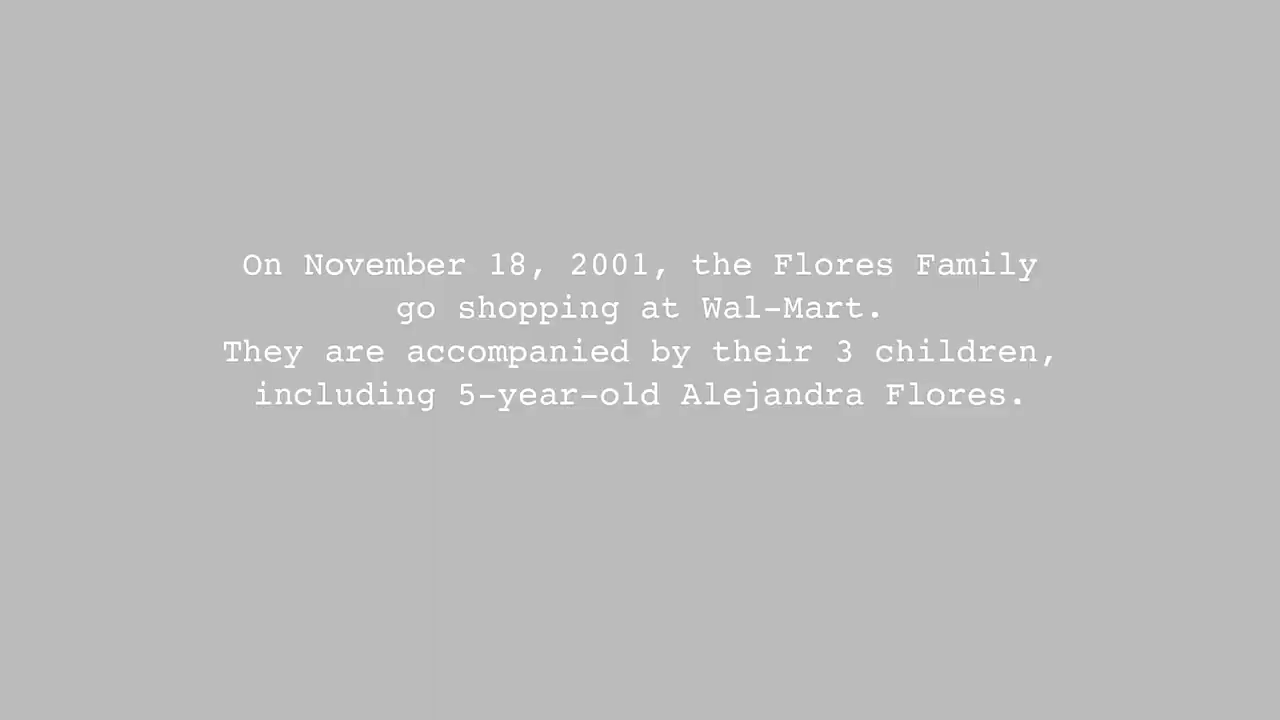 On November 18, 2001, the Flores Family
go shopping at Wal-Mart.
They are accompanied by their 3 children,
including 5-year-old Alejandra Flores.